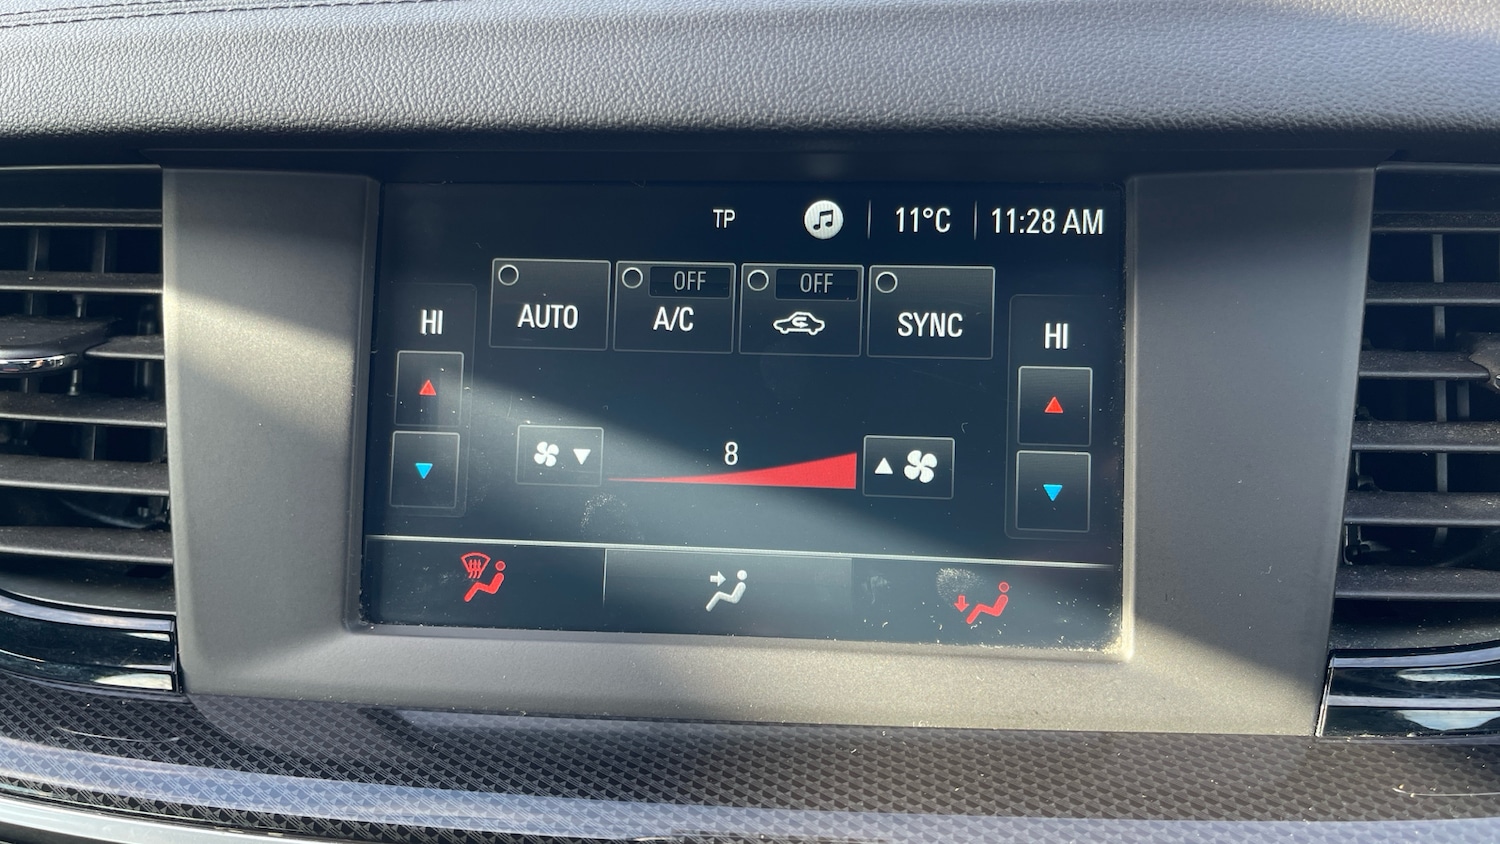 TP 11°C 11:28 AM
AUTO
OFF
A/C
OFF
SYNC
HI
HI
8